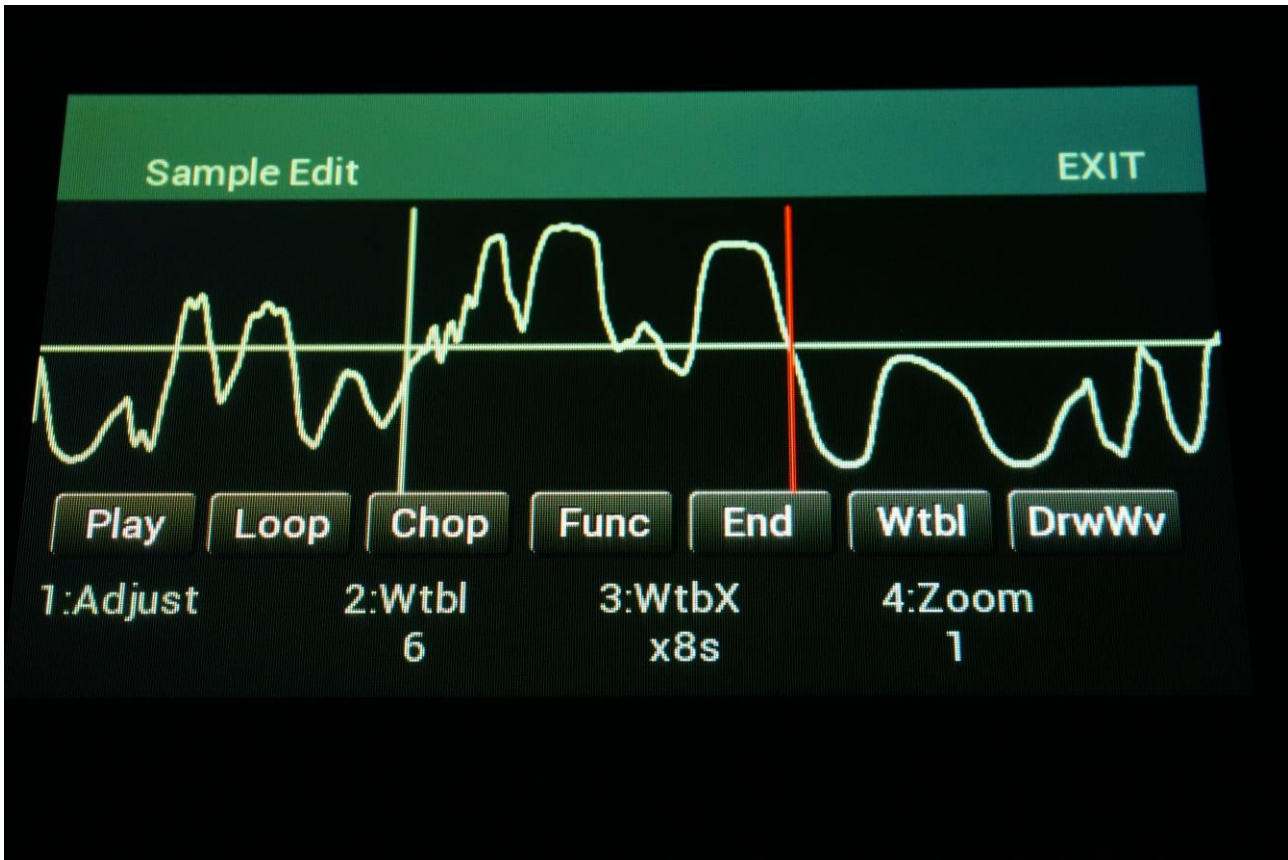 Sample Edit EXIT
Play Loop Chop Func End Wtbl DrwWv
1:Adjust 2:Wtbl 3:WtbX 4:Zoom
6 x8s 1